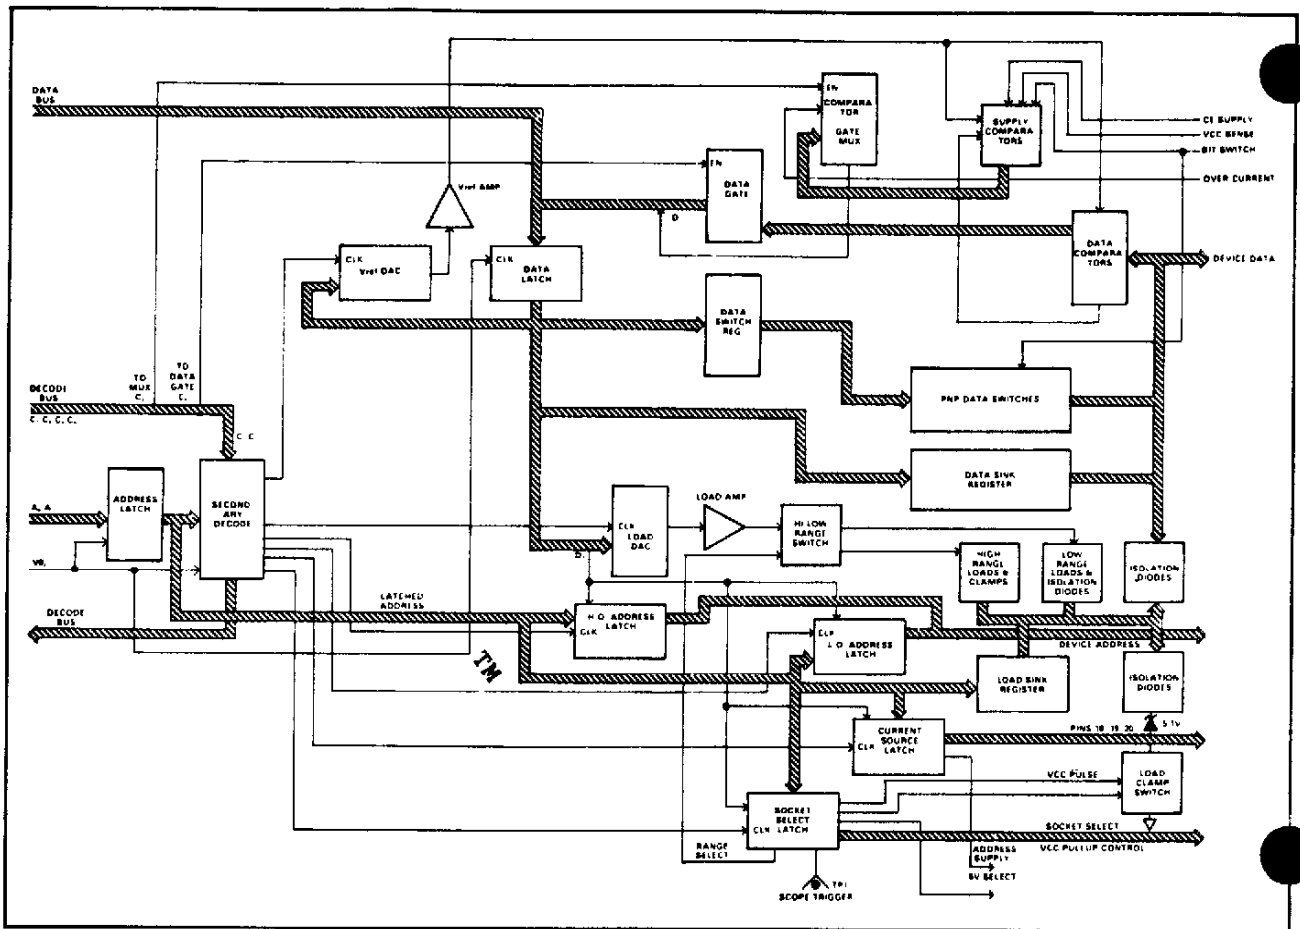 DATA
BUS
EN
COMPARA
TOR
GATE
MUX
SUPPLY
COMPARA
TORS
CE SUPPLY
VCC SENSE
BIT SWITCH
OVER CURRENT
EN
DATA
GATE
D
Vref AMP
CLK
Vref DAC
CLK
DATA
LATCH
DATA
COMPARA
TORS
DEVICE DATA
DATA
SWITCH
REG
TO
MUX
C,
TO
DATA
GATE
C,
DECODE
BUS
C, C, C, C,
C C
PNP DATA SWITCHES
DATA SINK
REGISTER
ADDRESS
LATCH
SECOND
ARY
DECODE
A, A
CLK
LOAD
DAC
LOAD AMP
HI LOW
RANGE
SWITCH
HIGH
RANGE
LOADS &
CLAMPS
LOW
RANGE
LOADS &
ISOLATION
DIODES
ISOLATION
DIODES
D,
DECODE
BUS
LATCHED
ADDRESS
H O ADDRESS
LATCH
CLK
CLK
L O ADDRESS
LATCH
DEVICE ADDRESS
TM
LOAD SINK
REGISTER
ISOLATION
DIODES
5 1V
PINS 18 19 20
CURRENT
SOURCE
LATCH
CLK
VCC PULSE
LOAD
CLAMP
SWITCH
SOCKET
SELECT
LATCH
CLK
SOCKET SELECT
VCC PULLUP CONTROL
RANGE
SELECT
ADDRESS
SUPPLY
5V SELECT
TP1
SCOPE TRIGGER